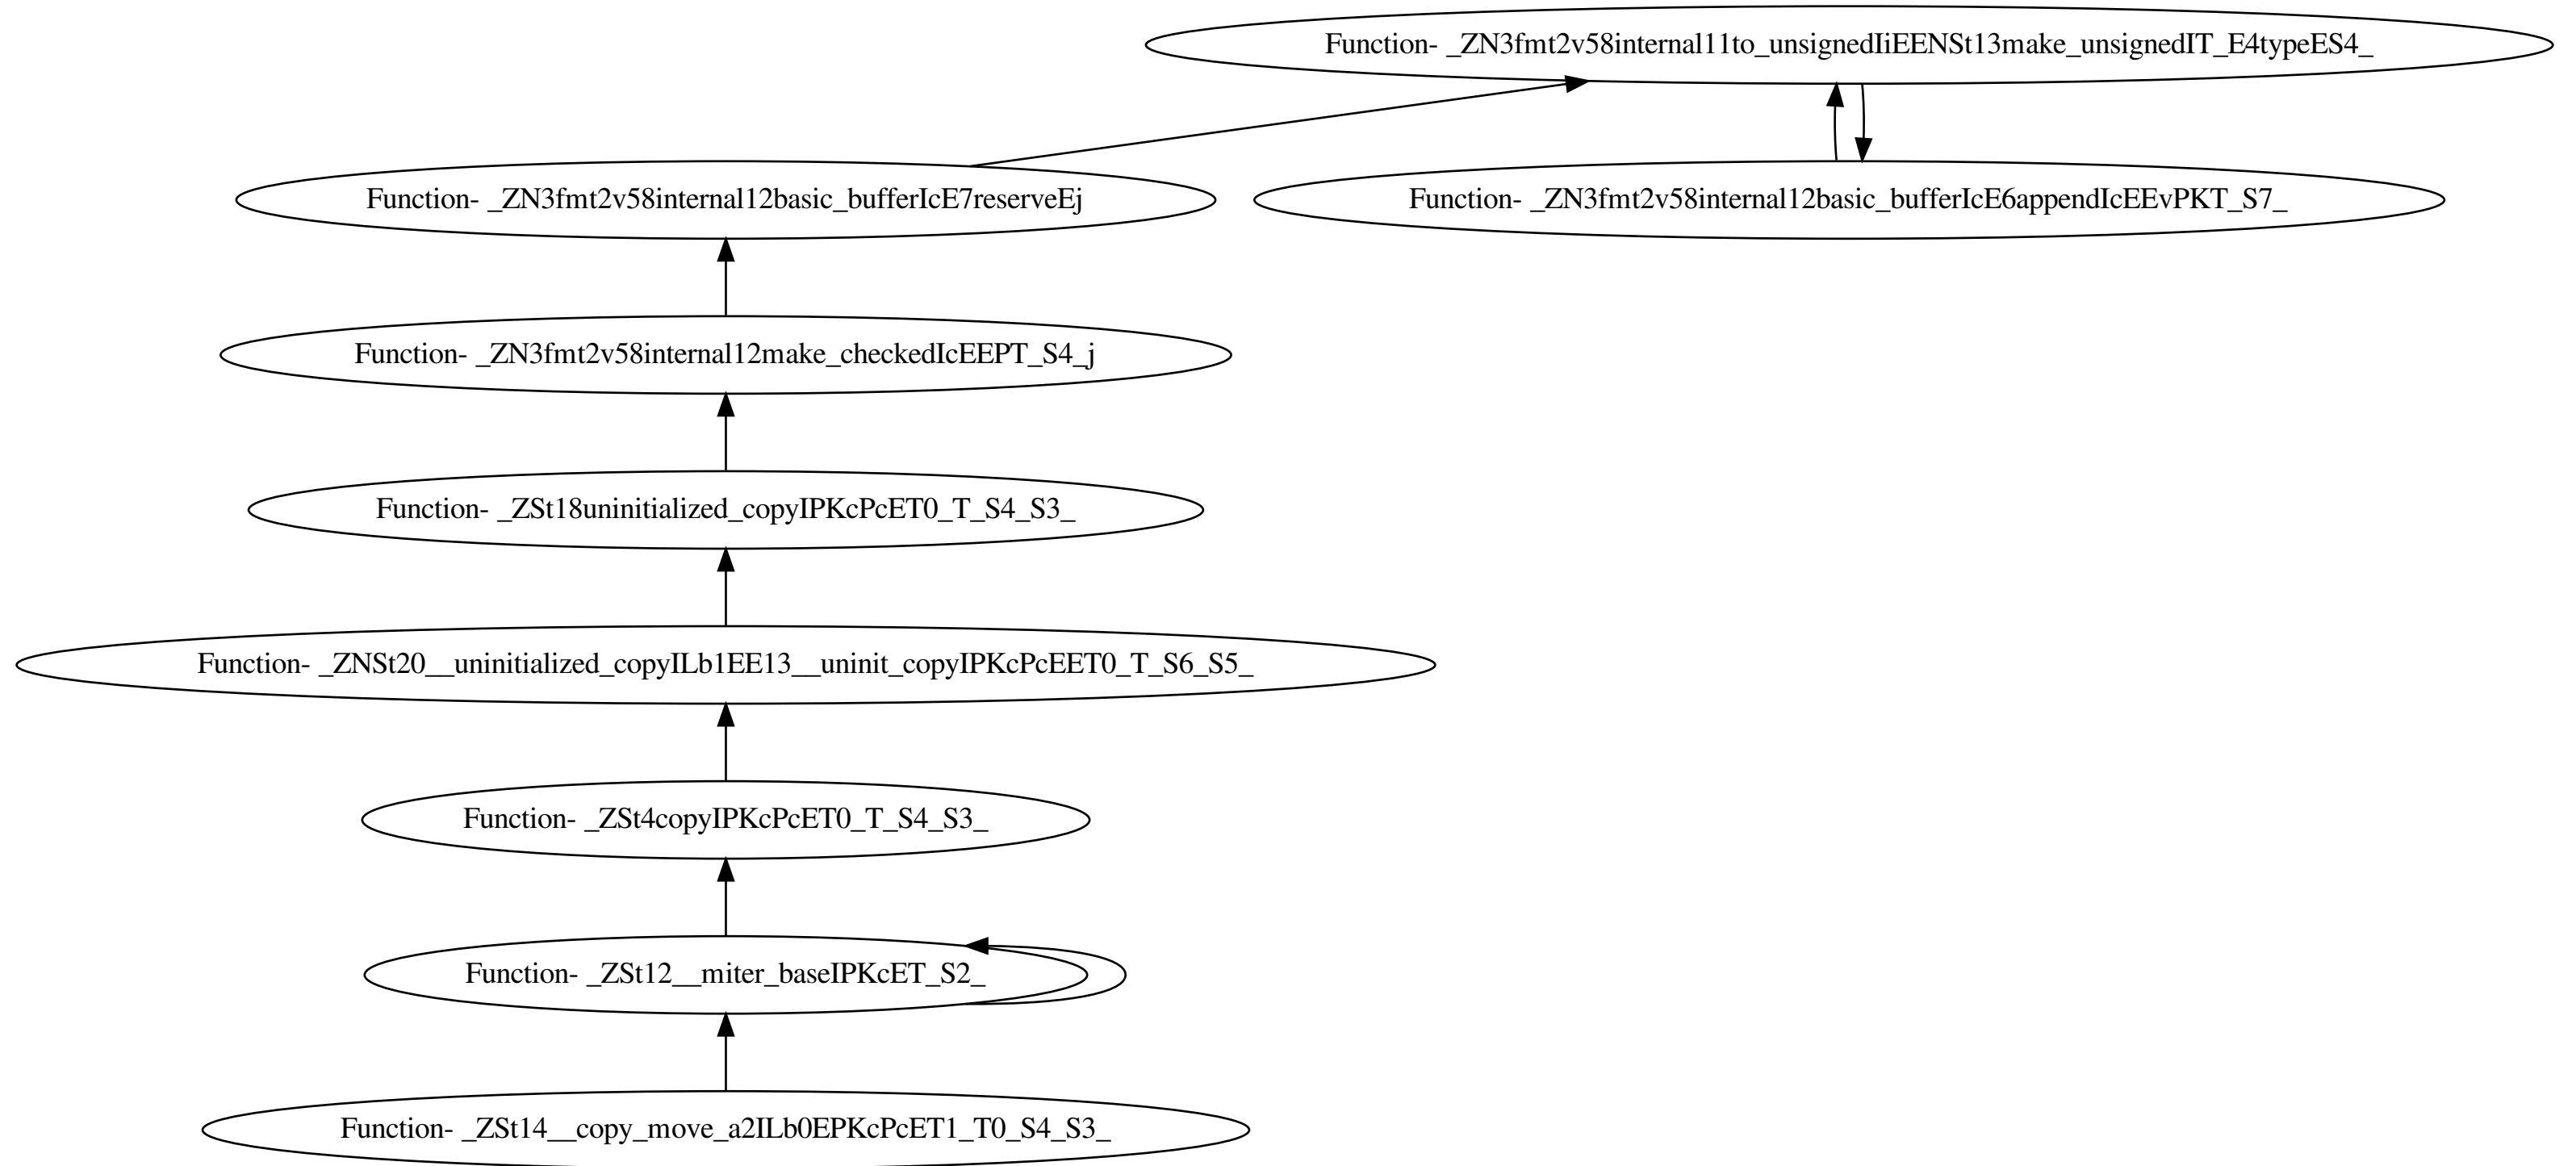 Function- _ZN3fmt2v58internal11to_unsignedIiEENSt13make_unsignedIT_E4typeES4_
Function- _ZN3fmt2v58internal12basic_bufferIcE7reserveEj
Function- _ZN3fmt2v58internal12basic_bufferIcE6appendIcEEvPKT_S7_
Function- _ZN3fmt2v58internal12make_checkedIcEEPT_S4_j
Function- _ZSt18uninitialized_copyIPKcPcET0_T_S4_S3_
Function- _ZNSt20__uninitialized_copyILb1EE13__uninit_copyIPKcPcEET0_T_S6_S5_
Function- _ZSt4copyIPKcPcET0_T_S4_S3_
Function- _ZSt12__miter_baseIPKcET_S2_
Function- _ZSt14__copy_move_a2ILb0EPKcPcET1_T0_S4_S3_